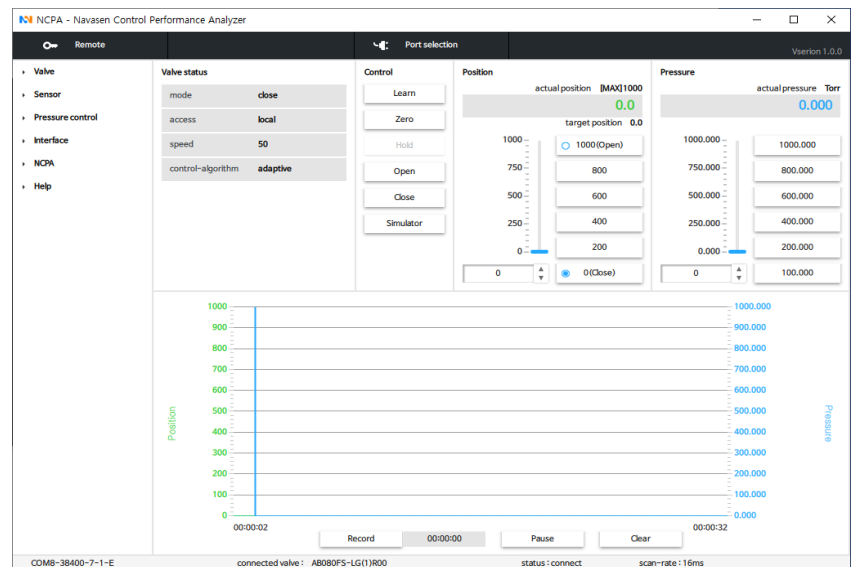 NCPA - Navasen Control Performance Analyzer
Remote
Port selection
Vserion 1.0.0
Valve
Sensor
Pressure control
Interface
NCPA
Help
Valve status
mode close
access local
speed 50
control-algorithm adaptive
Control
Learn
Zero
Hold
Open
Close
Simulator
Position
actual position [MAX]1000
0.0
target position 0.0
1000
750
500
250
0
1000(Open)
800
600
400
200
0(Close)
0
Pressure
actual pressure Torr
0.000
1000.000
750.000
500.000
250.000
0.000
1000.000
800.000
600.000
400.000
200.000
100.000
0
Position
1000
900
800
700
600
500
400
300
200
100
0
1000.000
900.000
800.000
700.000
600.000
500.000
400.000
300.000
200.000
100.000
0.000
Pressure
00:00:02
00:00:32
Record 00:00:00 Pause Clear
COM8-38400-7-1-E connected valve : AB080FS-LG(1)R00 status : connect scan-rate : 16ms